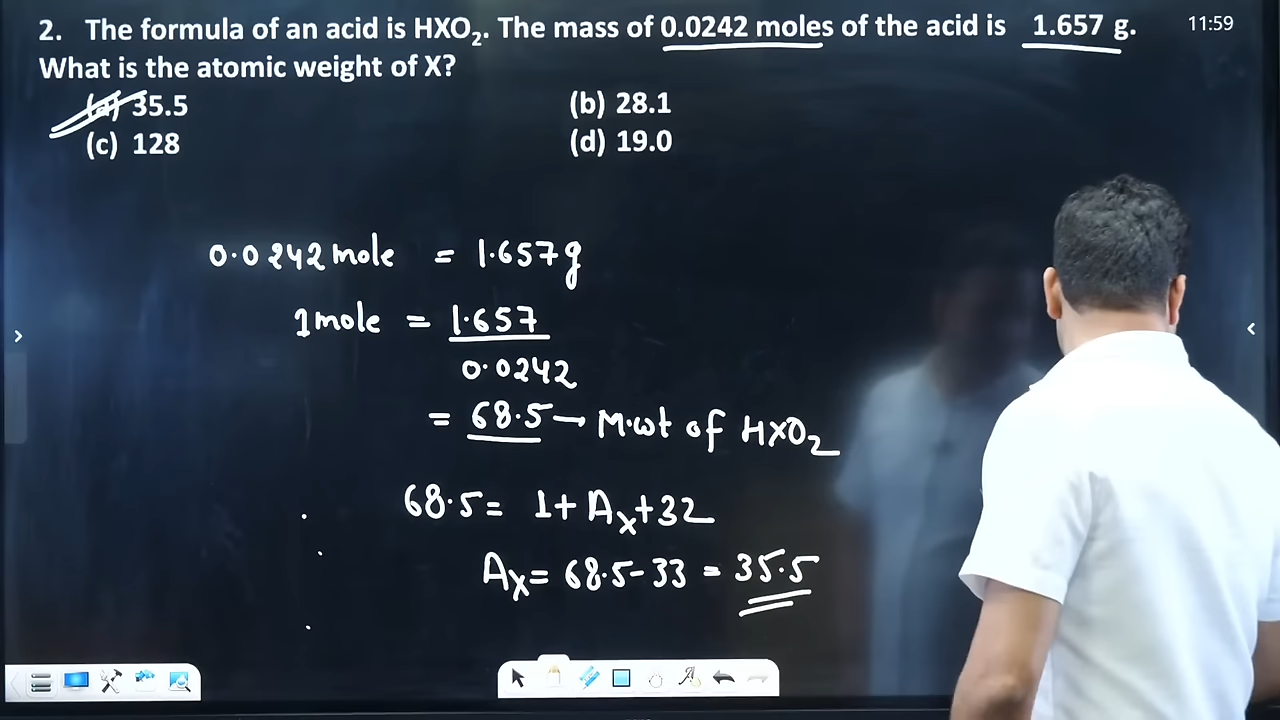 2. The formula of an acid is HXO₂. The mass of 0.0242 moles of the acid is 1.657 g. 11:59
What is the atomic weight of X?
(a) 35.5 (b) 28.1
(c) 128 (d) 19.0
0.0242 mole = 1.657g
1 mole = 1.657
0.0242
= 68.5 → M.wt of HXO₂
68.5 = 1 + Aₓ + 32
Aₓ = 68.5 - 33 = 35.5